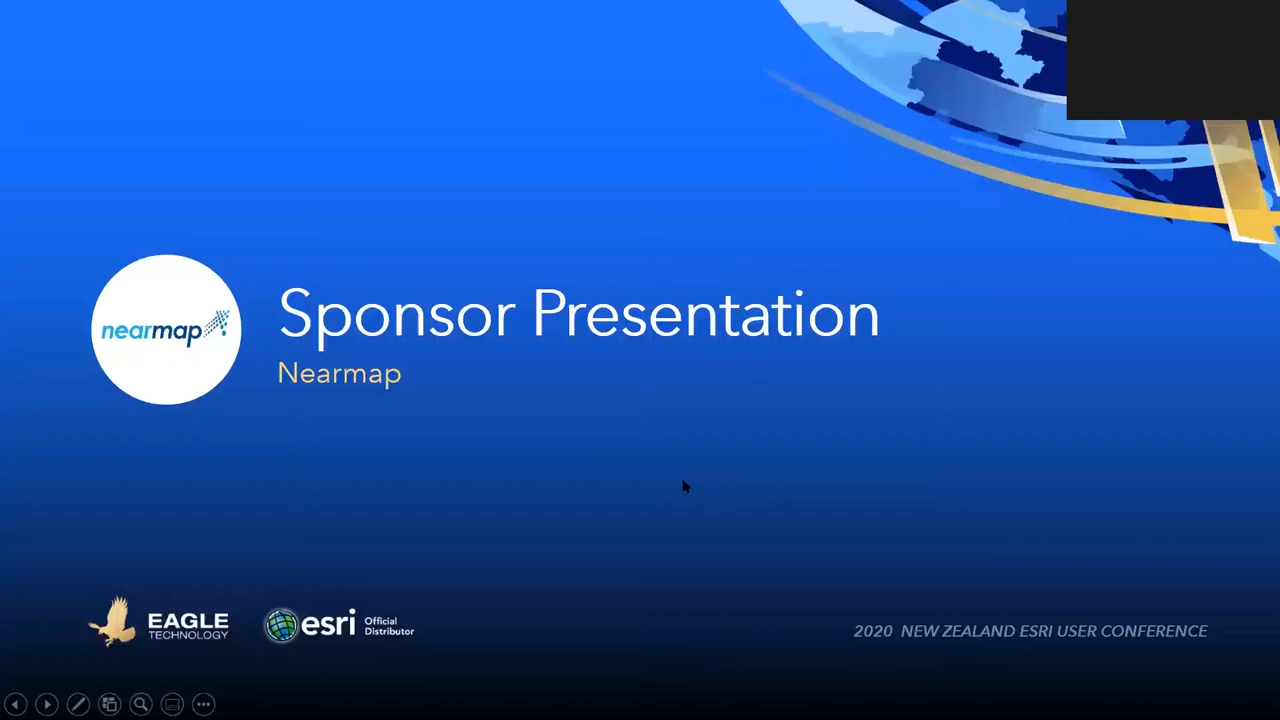 nearmap
Sponsor Presentation
Nearmap
EAGLE
TECHNOLOGY
esri
Official
Distributor
2020 NEW ZEALAND ESRI USER CONFERENCE